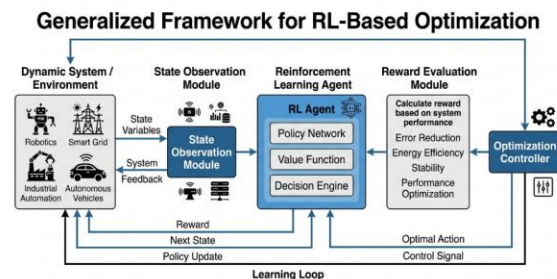 Generalized Framework for RL-Based Optimization
Dynamic System /
Environment
State Observation
Module
Reinforcement
Learning Agent
Reward Evaluation
Module
Robotics
Smart Grid
Industrial
Automation
Autonomous
Vehicles
State
Variables
System
Feedback
State
Observation
Module
RL Agent
Policy Network
Value Function
Decision Engine
Calculate reward
based on system
performance
Error Reduction
Energy Efficiency
Stability
Performance
Optimization
Optimization
Controller
Reward
Next State
Policy Update
Optimal Action
Control Signal
Learning Loop